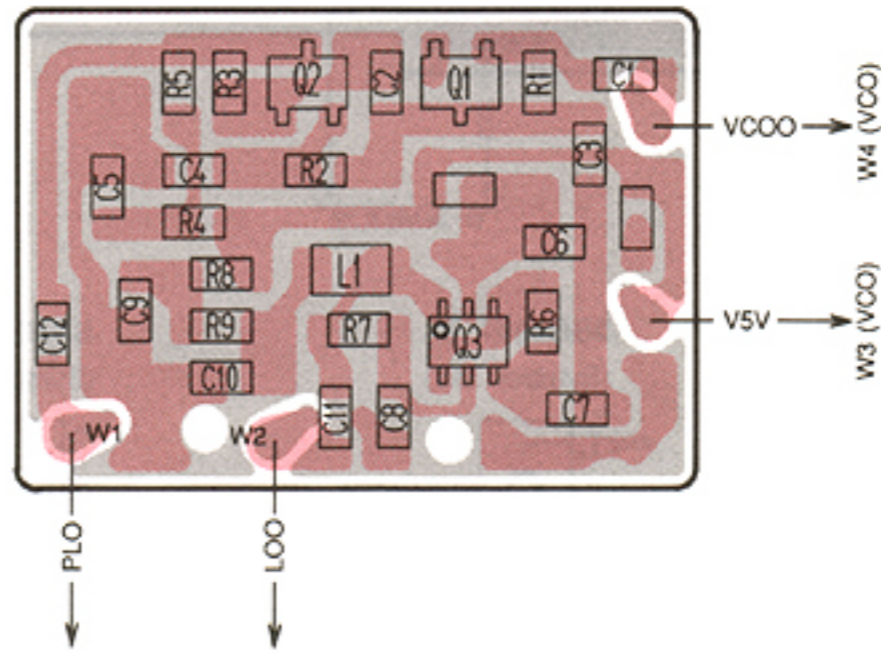 R5 R3 Q2 C2 Q1 R1 C1
VCOO W4 (VCO)
C5 C4 R2 C3
R4 C6
R8 L1
C12 C9 R9 R7 Q3 R6 V5V W3 (VCO)
C10
W1 W2 C11 C8 C7
PLO LOO